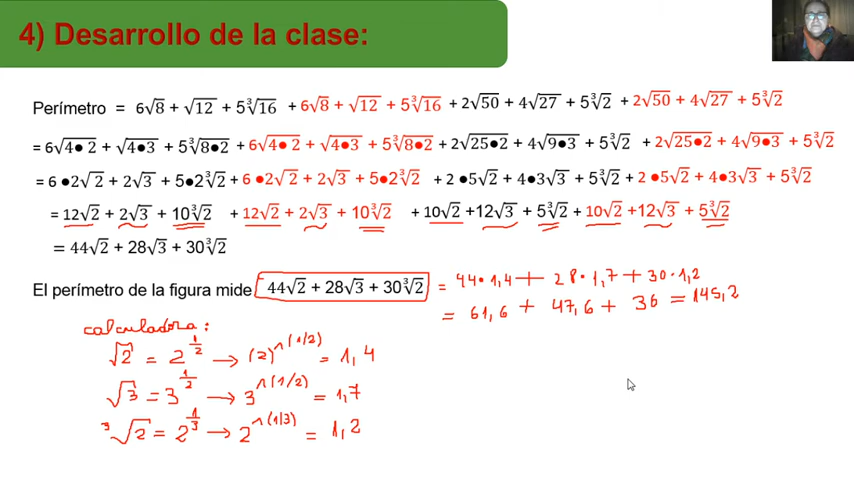 4) Desarrollo de la clase:
Perímetro = 6√8 + √12 + 5∛16 + 6√8 + √12 + 5∛16 + 2√50 + 4√27 + 5∛2 + 2√50 + 4√27 + 5∛2
= 6√4•2 + √4•3 + 5∛8•2 + 6√4•2 + √4•3 + 5∛8•2 + 2√25•2 + 4√9•3 + 5∛2 + 2√25•2 + 4√9•3 + 5∛2
= 6•2√2 + 2√3 + 5•2∛2 + 6•2√2 + 2√3 + 5•2∛2 + 2•5√2 + 4•3√3 + 5∛2 + 2•5√2 + 4•3√3 + 5∛2
= 12√2 + 2√3 + 10∛2 + 12√2 + 2√3 + 10∛2 + 10√2 + 12√3 + 5∛2 + 10√2 + 12√3 + 5∛2
= 44√2 + 28√3 + 30∛2
El perímetro de la figura mide 44√2 + 28√3 + 30∛2 = 44•1,4 + 28•1,7 + 30•1,2
= 61,6 + 47,6 + 36 = 145,2
calculadora:
√2 = 2^(1/2) → (2)^(1/2) = 1,4
√3 = 3^(1/2) → 3^(1/2) = 1,7
∛2 = 2^(1/3) → 2^(1/3) = 1,2